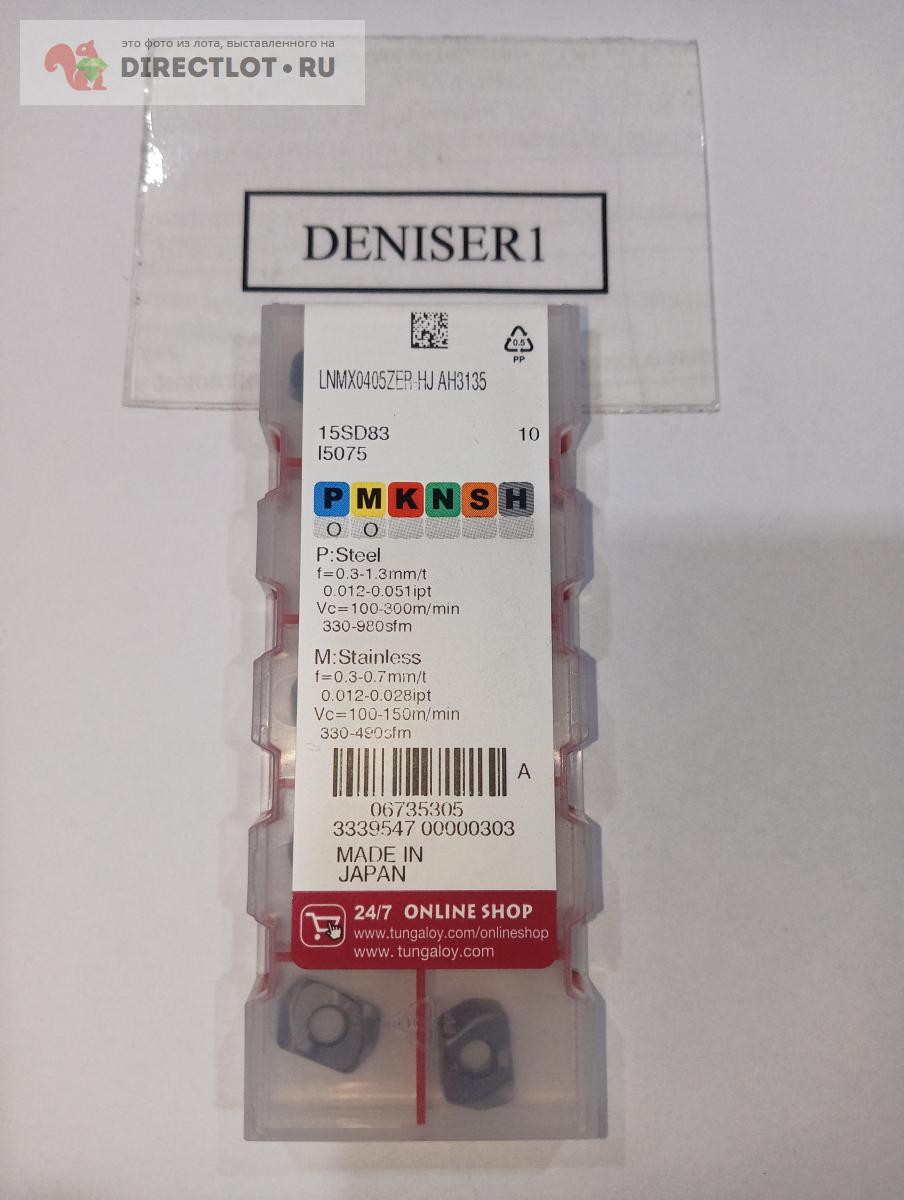 это фото из лота, выставленного на
DIRECTLOT.RU
DENISER1
0.5
PP
LNMX0405ZER-HJ AH3135
15SD83 10
I5075
P M K N S H
O O
P:Steel
f=0.3-1.3mm/t
0.012-0.051ipt
Vc=100-300m/min
330-980sfm
M:Stainless
f=0.3-0.7mm/t
0.012-0.028ipt
Vc=100-150m/min
330-490sfm
A
06735305
3339547 00000303
MADE IN
JAPAN
24/7 ONLINE SHOP
www.tungaloy.com/onlineshop
www.tungaloy.com